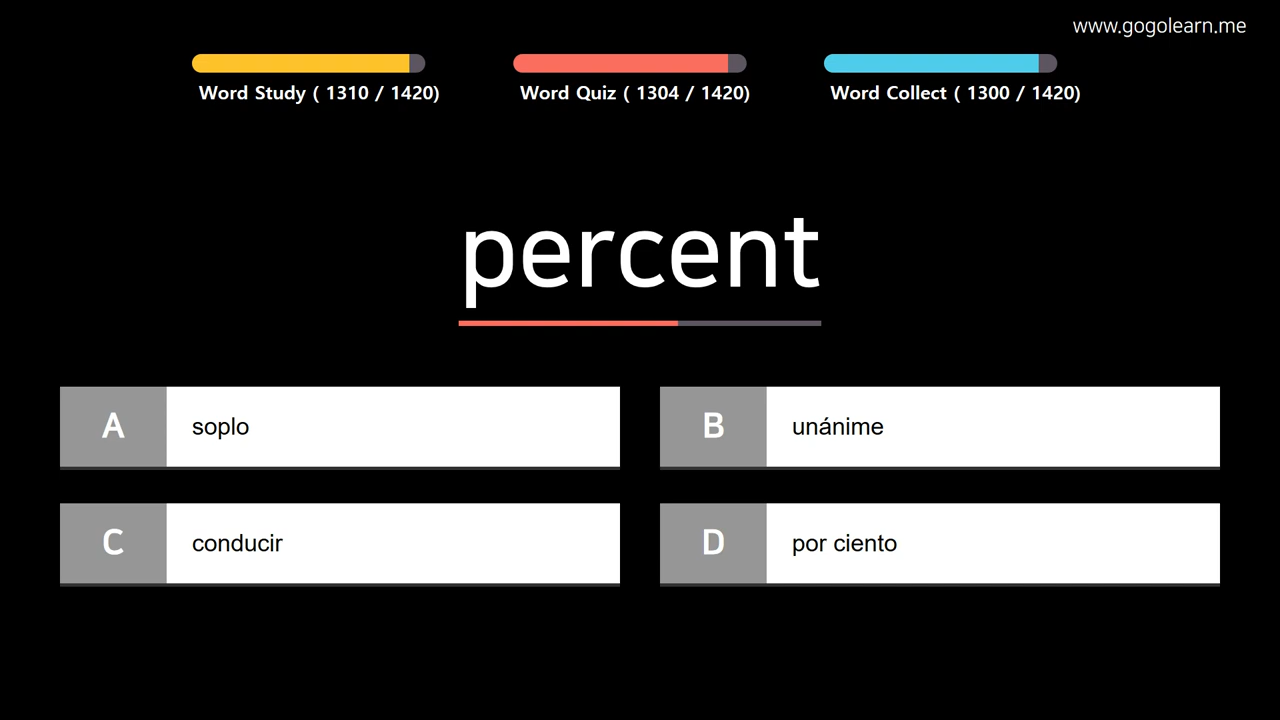 www.gogolearn.me
Word Study ( 1310 / 1420)
Word Quiz ( 1304 / 1420)
Word Collect ( 1300 / 1420)
percent
A soplo
B unánime
C conducir
D por ciento